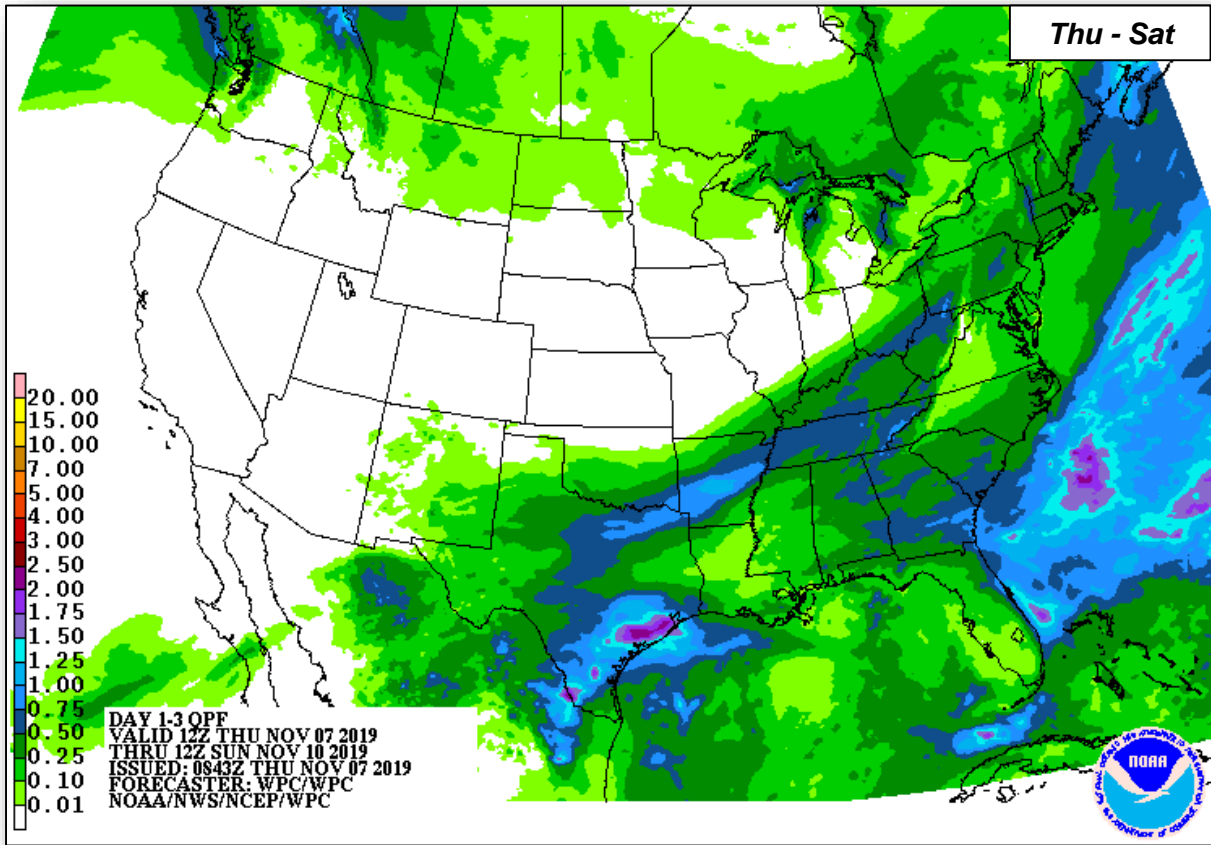 Thu - Sat
20.00
15.00
10.00
7.00
5.00
4.00
3.00
2.50
2.00
1.75
1.50
1.25
1.00
0.75
0.50
0.25
0.10
0.01
DAY 1-3 QPF
VALID 12Z THU NOV 07 2019
THRU 12Z SUN NOV 10 2019
ISSUED: 0843Z THU NOV 07 2019
FORECASTER: WPC/WPC
NOAA/NWS/NCEP/WPC
NOAA